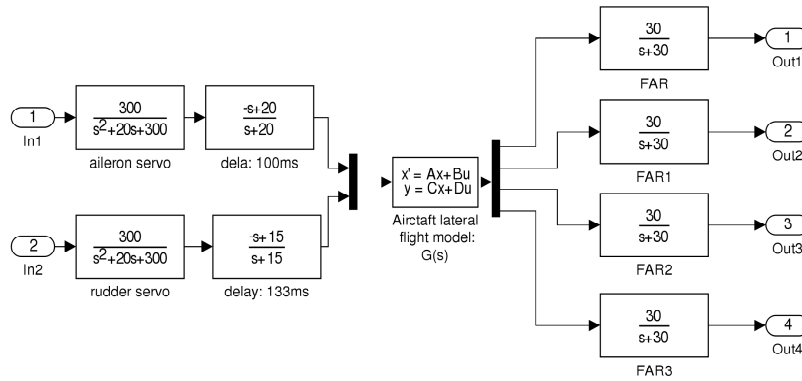 1
In1
300
s²+20s+300
aileron servo
-s+20
s+20
dela: 100ms
2
In2
300
s²+20s+300
rudder servo
-s+15
s+15
delay: 133ms
x' = Ax+Bu
y = Cx+Du
Airctaft lateral
flight model:
G(s)
30
s+30
FAR
1
Out1
30
s+30
FAR1
2
Out2
30
s+30
FAR2
3
Out3
30
s+30
FAR3
4
Out4